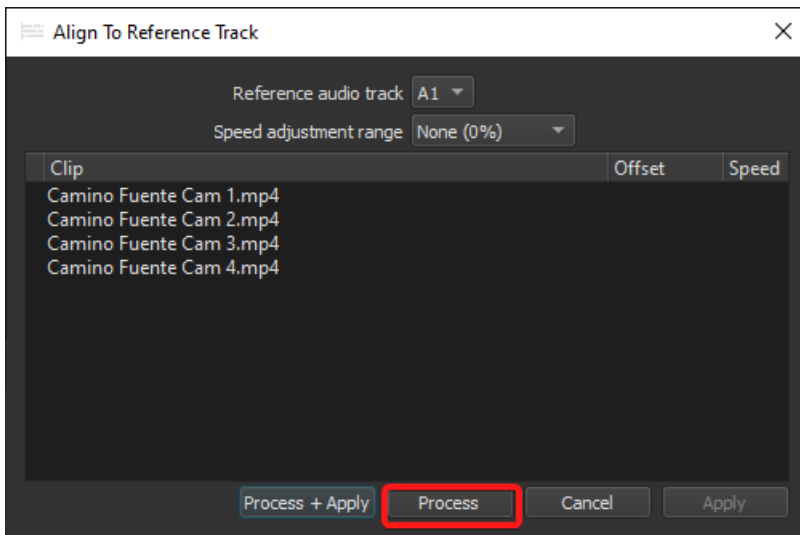 Align To Reference Track
Reference audio track A1
Speed adjustment range None (0%)
Clip Offset Speed
Camino Fuente Cam 1.mp4
Camino Fuente Cam 2.mp4
Camino Fuente Cam 3.mp4
Camino Fuente Cam 4.mp4
Process + Apply Process Cancel Apply